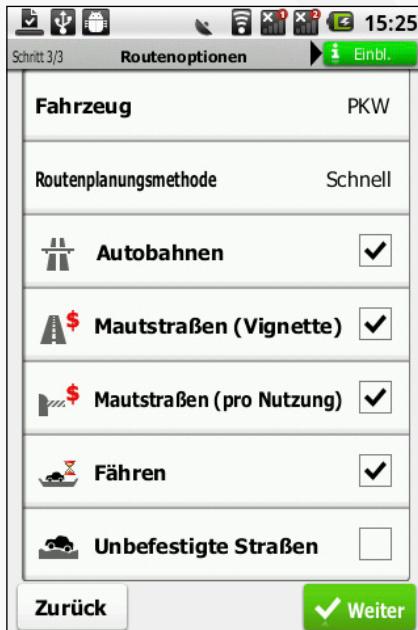 15:25
Schritt 3/3 Routenoptionen i Einbl.
Fahrzeug PKW
Routenplanungsmethode Schnell
Autobahnen
$ Mautstraßen (Vignette)
$ Mautstraßen (pro Nutzung)
Fähren
Unbefestigte Straßen
Zurück Weiter